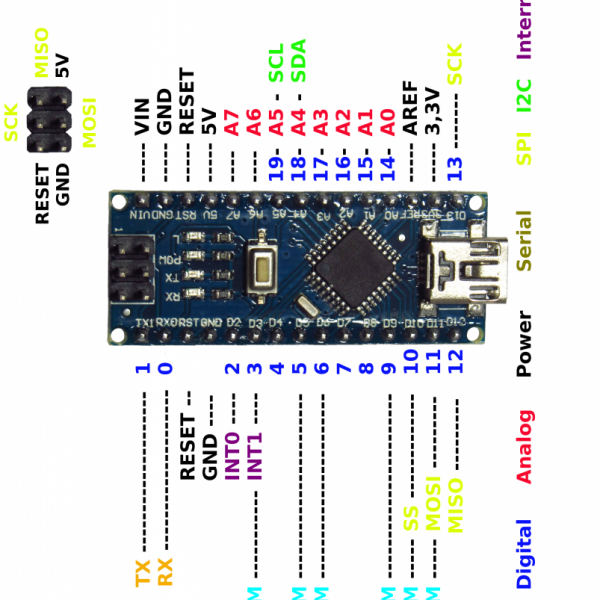 SCK
MISO
5V
MOSI
RESET
GND
VIN
GND
RESET
5V
A7
A6
A5 SCL
A4 SDA
A3
A2
A1
A0
AREF
3,3V
SCK
19
18
17
16
15
14
13
VIN GND RST 5V A7 A6 A5 A4 A3 A2 A1 A0 REF 3V3 D13
L
POW
TX
RX
TX1 RX0 RST GND D2 D3 D4 D5 D6 D7 D8 D9 D10 D11 D12
1
0
2
3
4
5
6
7
8
9
10
11
12
TX
RX
RESET
GND
INT0
INT1
SS
MOSI
MISO
M
M
M
M
M
M
Digital
Analog
Power
Serial
SPI
I2C
Interr